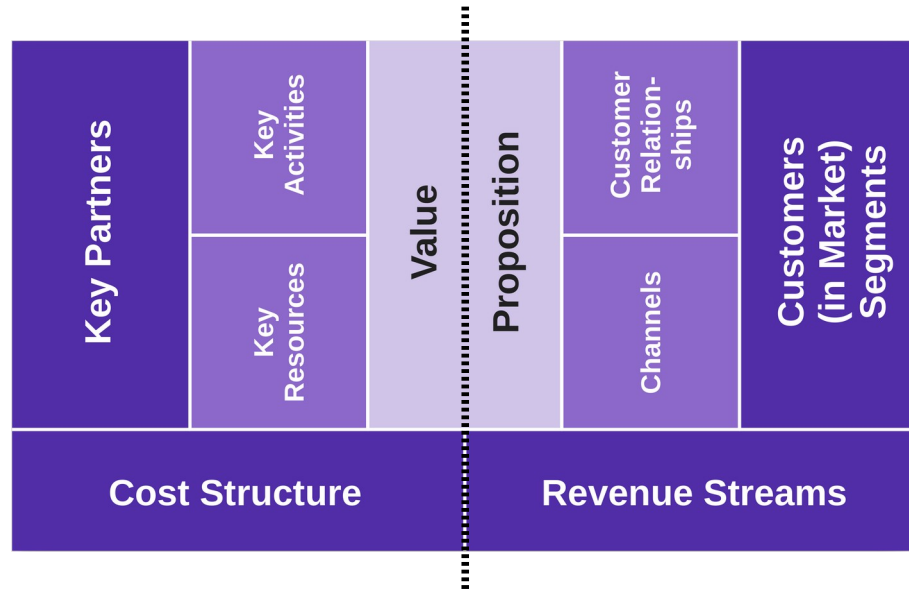 Key Partners
Key
Activities
Key
Resources
Value
Proposition
Customer
Relation-
ships
Channels
Customers
(in Market)
Segments
Cost Structure
Revenue Streams